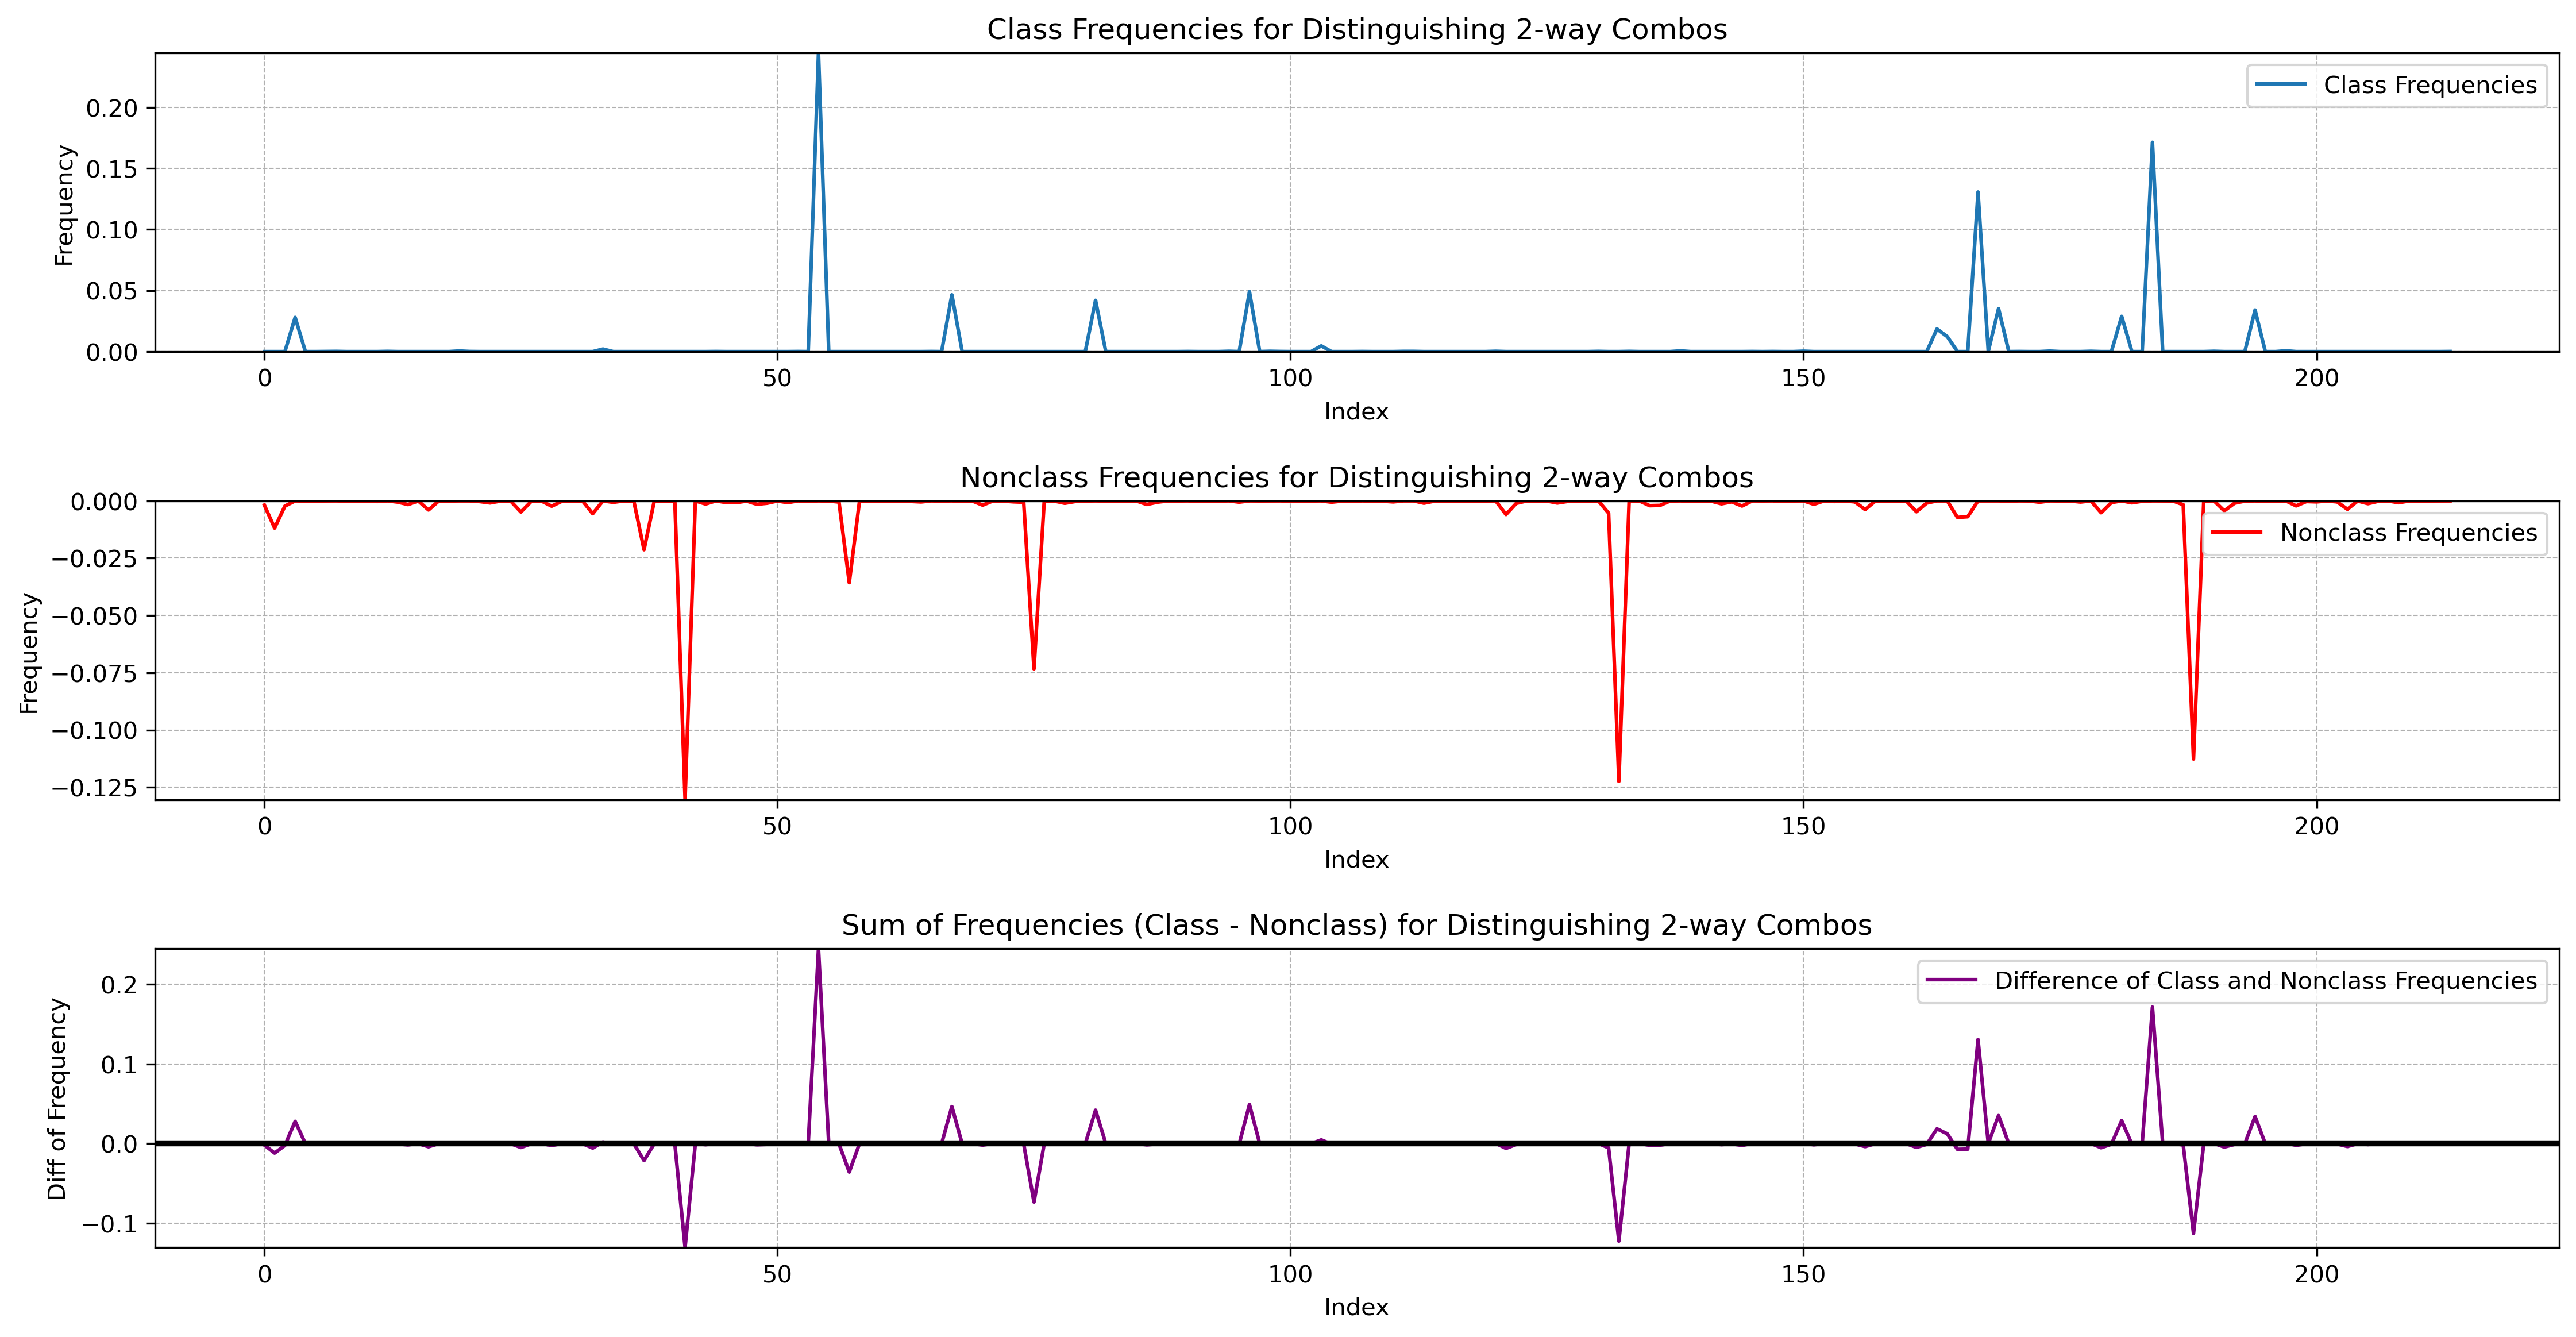 Class Frequencies for Distinguishing 2-way Combos
Class Frequencies
Frequency
0.20
0.15
0.10
0.05
0.00
0 50 100 150 200
Index
Nonclass Frequencies for Distinguishing 2-way Combos
Nonclass Frequencies
Frequency
0.000
−0.025
−0.050
−0.075
−0.100
−0.125
0 50 100 150 200
Index
Sum of Frequencies (Class - Nonclass) for Distinguishing 2-way Combos
Difference of Class and Nonclass Frequencies
Diff of Frequency
0.2
0.1
0.0
−0.1
0 50 100 150 200
Index